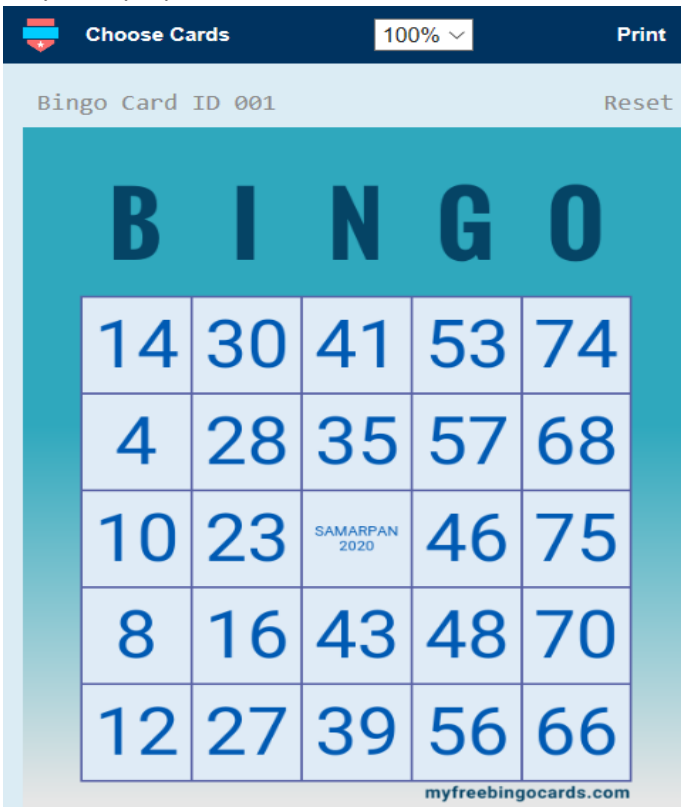 Choose Cards 100% Print
Bingo Card ID 001 Reset
B I N G O
14 30 41 53 74
4 28 35 57 68
10 23 SAMARPAN 2020 46 75
8 16 43 48 70
12 27 39 56 66
myfreebingocards.com